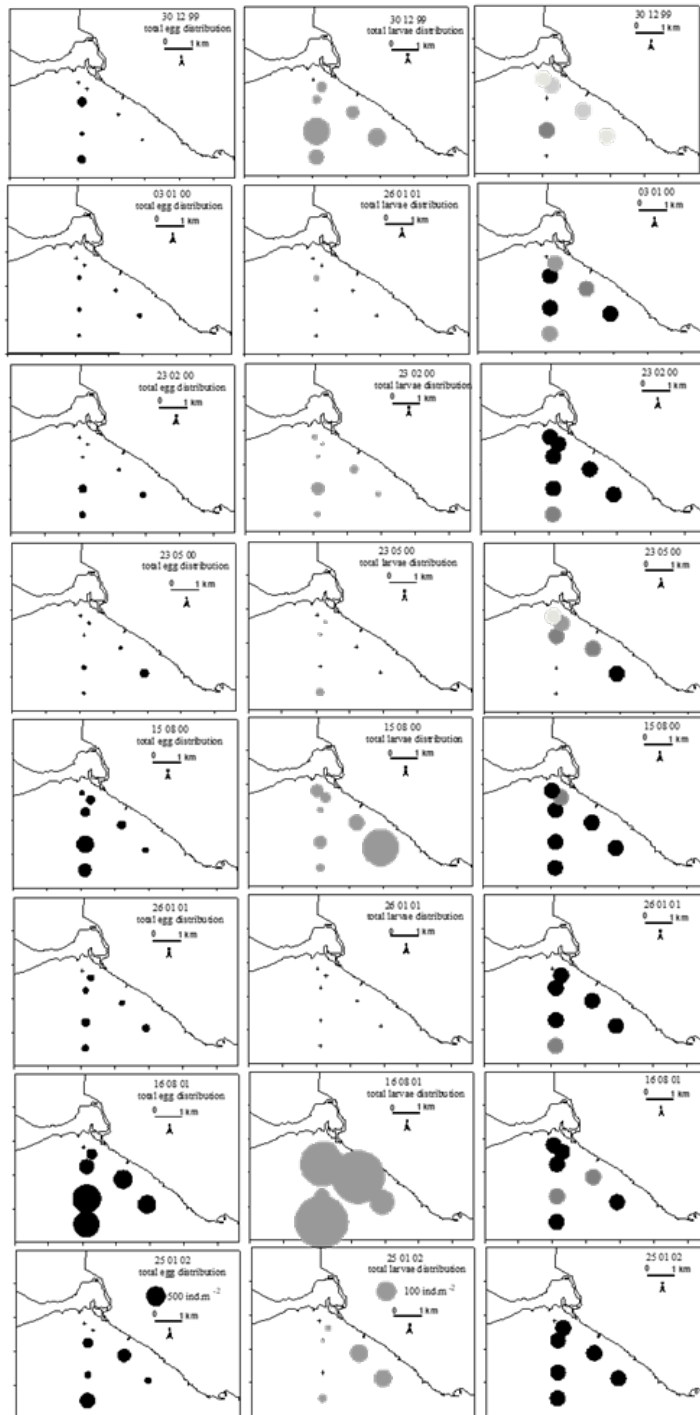 30 12 99
total egg distribution
0 1 km
30 12 99
total larvae distribution
0 1 km
30 12 99
0 1 km
03 01 00
total egg distribution
0 1 km
26 01 01
total larvae distribution
0 1 km
03 01 00
0 1 km
23 02 00
total egg distribution
0 1 km
23 02 00
total larvae distribution
0 1 km
23 02 00
0 1 km
23 05 00
total egg distribution
0 1 km
23 05 00
total larvae distribution
0 1 km
23 05 00
0 1 km
15 08 00
total egg distribution
0 1 km
15 08 00
total larvae distribution
0 1 km
15 08 00
0 1 km
26 01 01
total egg distribution
0 1 km
26 01 01
total larvae distribution
0 1 km
26 01 01
0 1 km
16 08 01
total egg distribution
0 1 km
16 08 01
total larvae distribution
0 1 km
16 08 01
0 1 km
25 01 02
total egg distribution
500 ind.m⁻²
0 1 km
25 01 02
total larvae distribution
100 ind.m⁻²
0 1 km
25 01 02
0 1 km